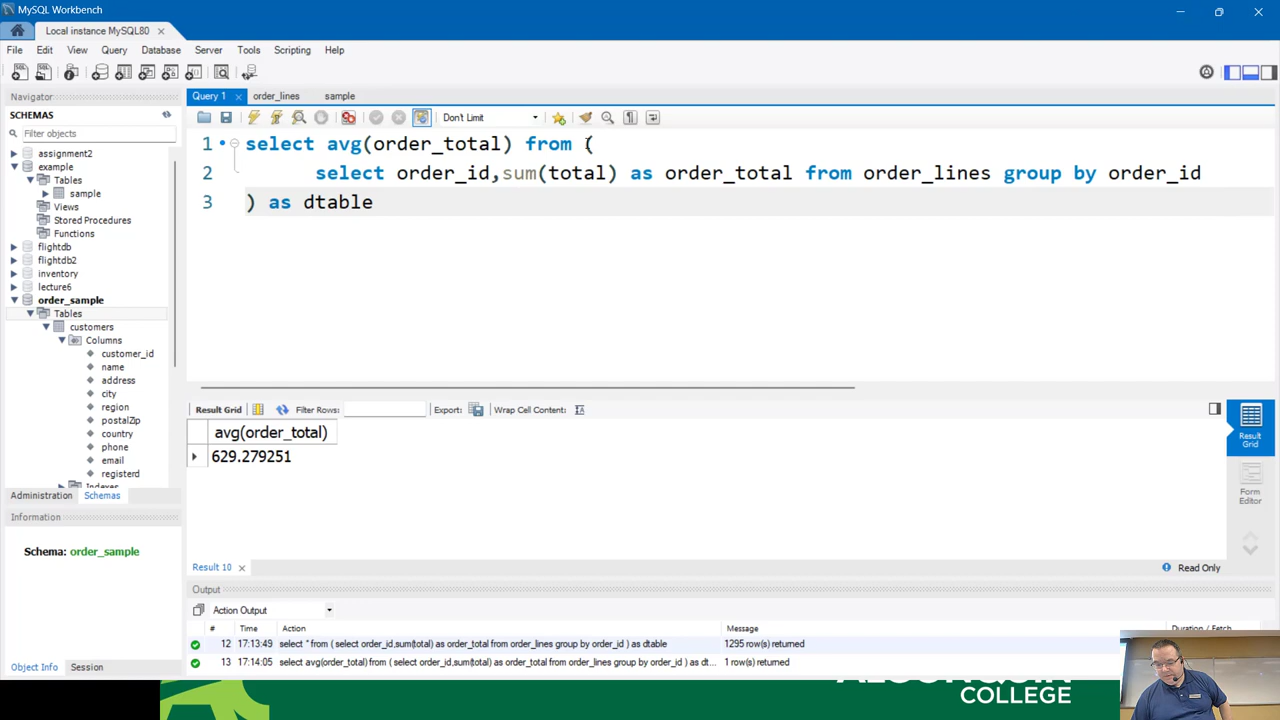 MySQL Workbench
Local instance MySQL80
File Edit View Query Database Server Tools Scripting Help
Navigator
SCHEMAS
Filter objects
assignment2
example
Tables
sample
Views
Stored Procedures
Functions
flightdb
flightdb2
inventory
lecture6
order_sample
Tables
customers
Columns
customer_id
name
address
city
region
postalZip
country
phone
email
registerd
Indexes
Administration Schemas
Information
Schema: order_sample
Object Info Session
Query 1 order_lines sample
Don't Limit
1 select avg(order_total) from (
2 select order_id,sum(total) as order_total from order_lines group by order_id
3 ) as dtable
Result Grid Filter Rows: Export: Wrap Cell Content:
avg(order_total)
629.279251
Result Grid
Form Editor
Result 10
Read Only
Output
Action Output
# Time Action Message Duration / Fetch
12 17:13:49 select * from ( select order_id,sum(total) as order_total from order_lines group by order_id ) as dtable 1295 row(s) returned
13 17:14:05 select avg(order_total) from ( select order_id,sum(total) as order_total from order_lines group by order_id ) as dt... 1 row(s) returned
ALGONQUIN
COLLEGE